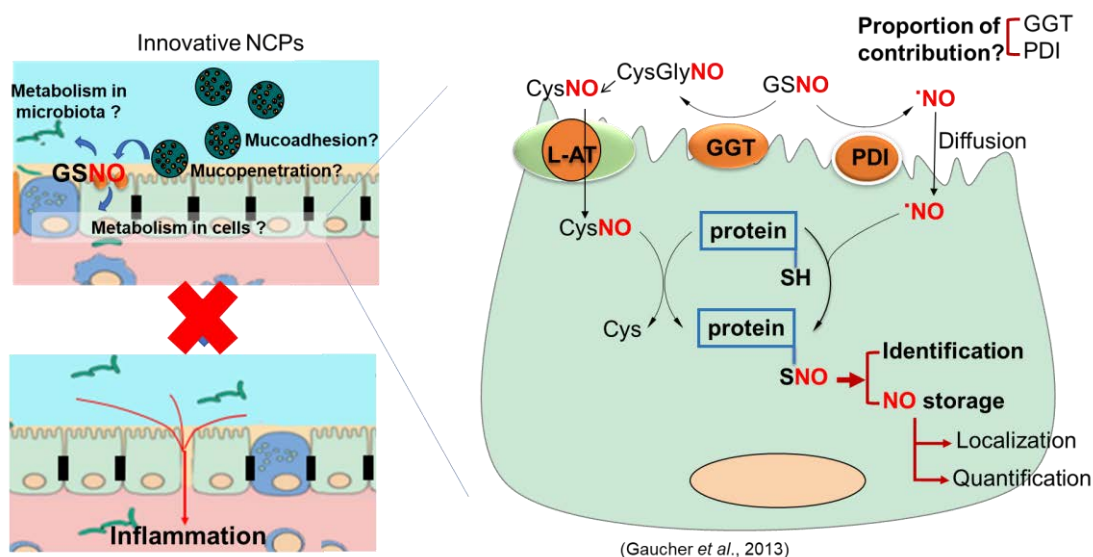 Innovative NCPs
Metabolism in
microbiota ?
Mucoadhesion?
Mucopenetration?
GSNO
Metabolism in cells ?
Inflammation
Proportion of
contribution?
GGT
PDI
CysNO
CysGlyNO
GSNO
•NO
L-AT
GGT
PDI
Diffusion
CysNO
•NO
protein
SH
Cys
protein
SNO
Identification
NO storage
Localization
Quantification
(Gaucher et al., 2013)